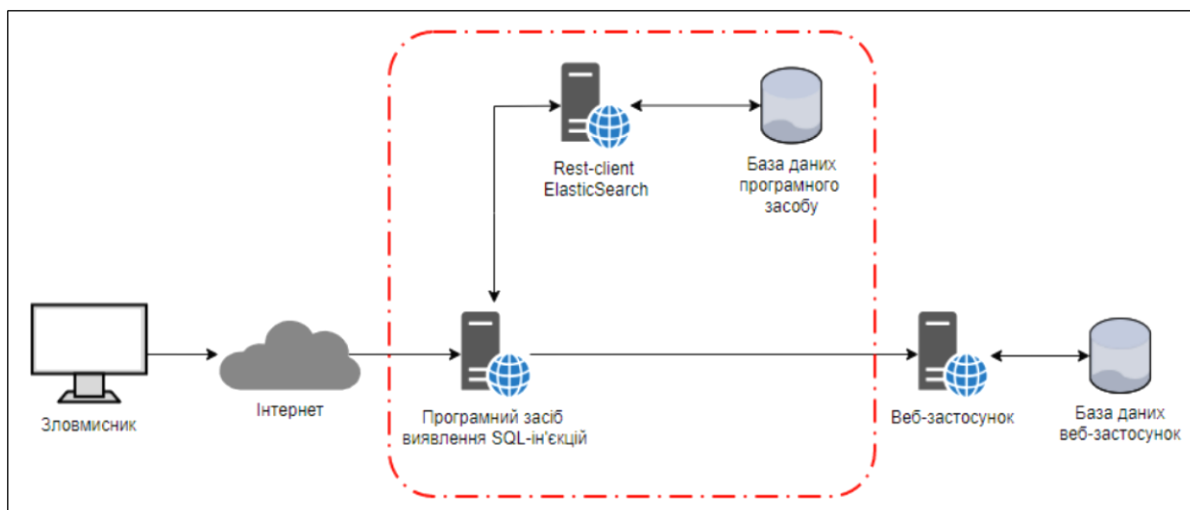 Rest-client
ElasticSearch
База даних
програмного
засобу
Зловмисник
Інтернет
Програмний засіб
виявлення SQL-ін'єкцій
Веб-застосунок
База даних
веб-застосунок